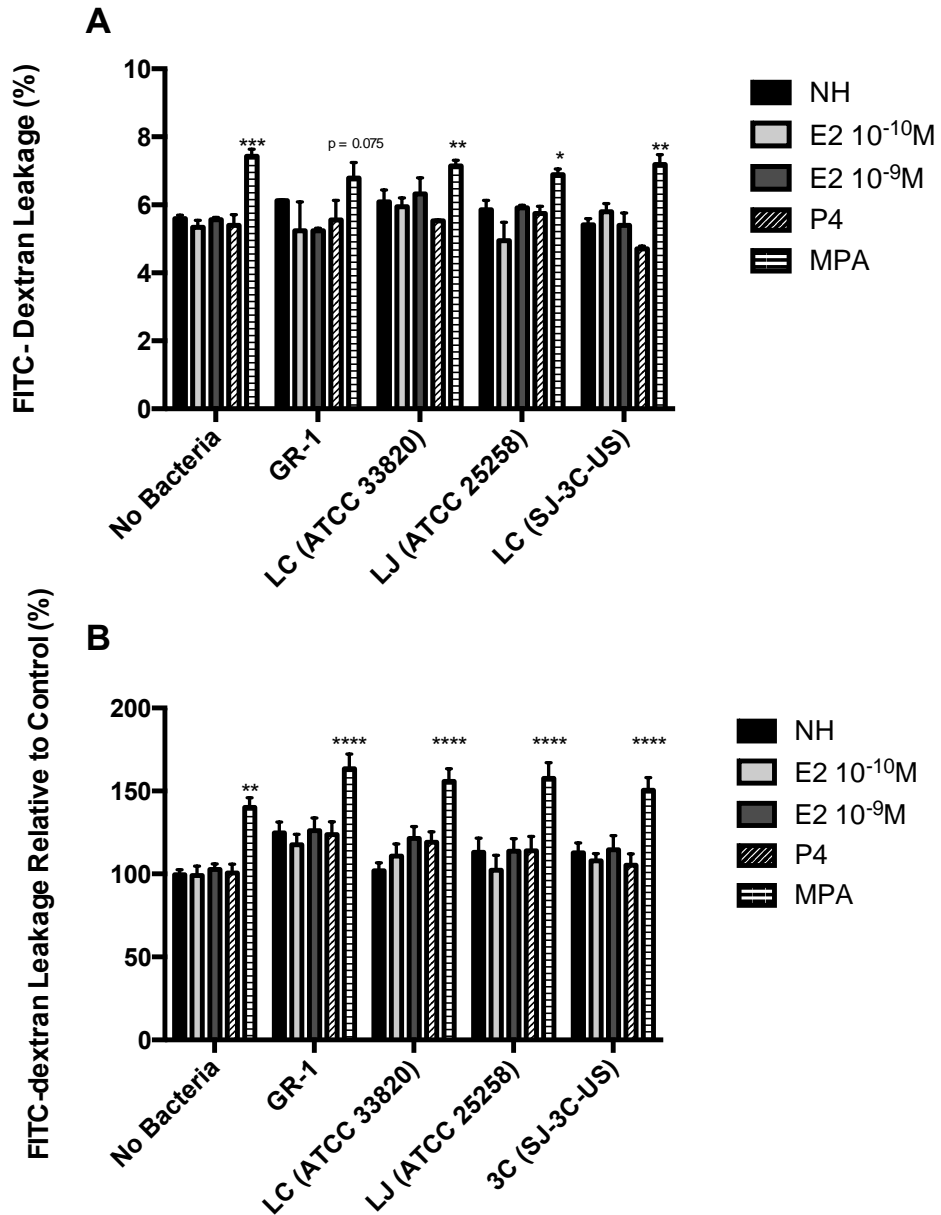 A
FITC- Dextran Leakage (%)
10
8
6
4
2
0
***
p = 0.075
**
*
**
No Bacteria
GR-1
LC (ATCC 33820)
LJ (ATCC 25258)
LC (SJ-3C-US)
NH
E2 10⁻¹⁰M
E2 10⁻⁹M
P4
MPA
B
FITC-dextran Leakage Relative to Control (%)
200
150
100
50
0
**
****
****
****
****
No Bacteria
GR-1
LC (ATCC 33820)
LJ (ATCC 25258)
3C (SJ-3C-US)
NH
E2 10⁻¹⁰M
E2 10⁻⁹M
P4
MPA